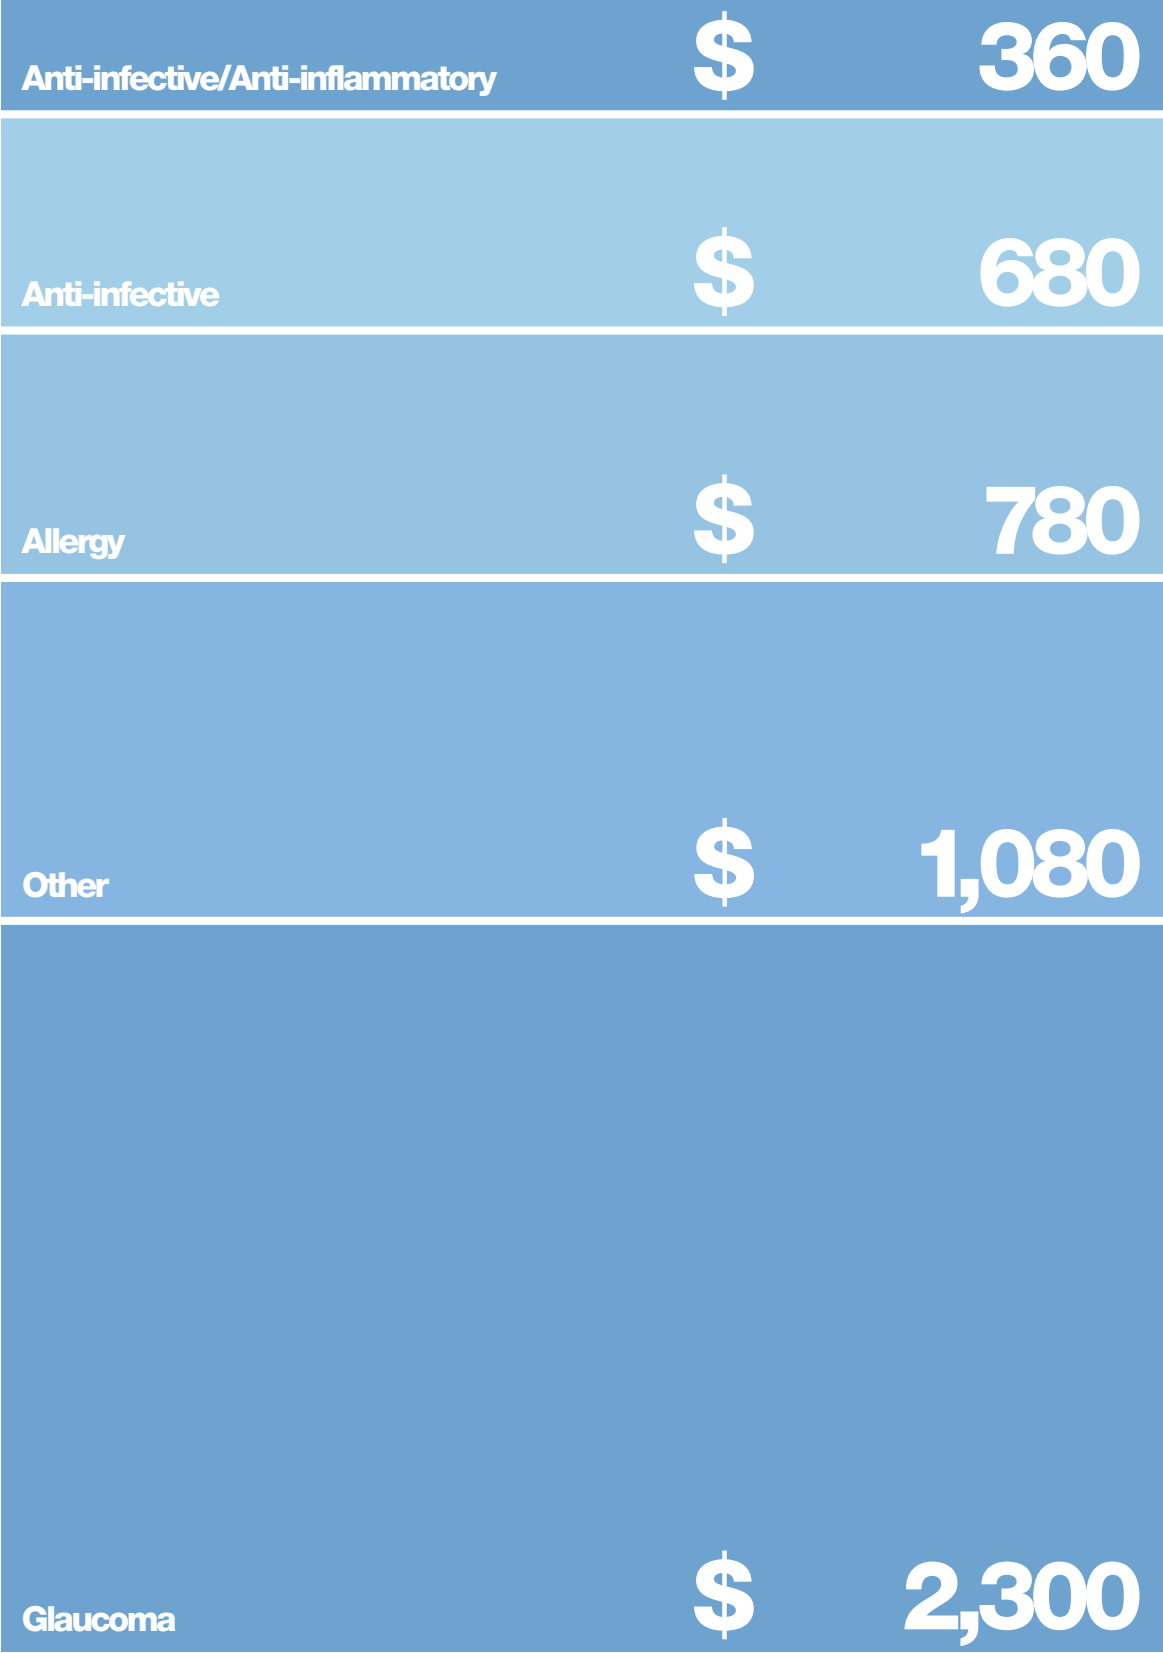 Anti-infective/Anti-inflammatory $ 360
Anti-infective $ 680
Allergy $ 780
Other $ 1,080
Glaucoma $ 2,300